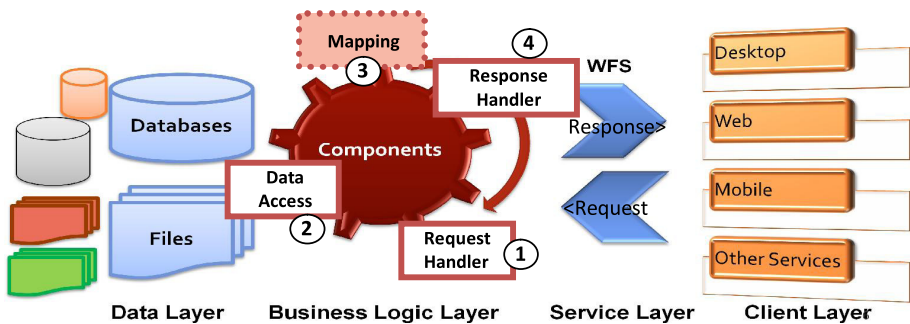 Mapping
3
4
Response
Handler
WFS
Desktop
Databases
Components
Response>
Web
Data
Access
2
Files
<Request
Mobile
Request
Handler
1
Other Services
Data Layer
Business Logic Layer
Service Layer
Client Layer